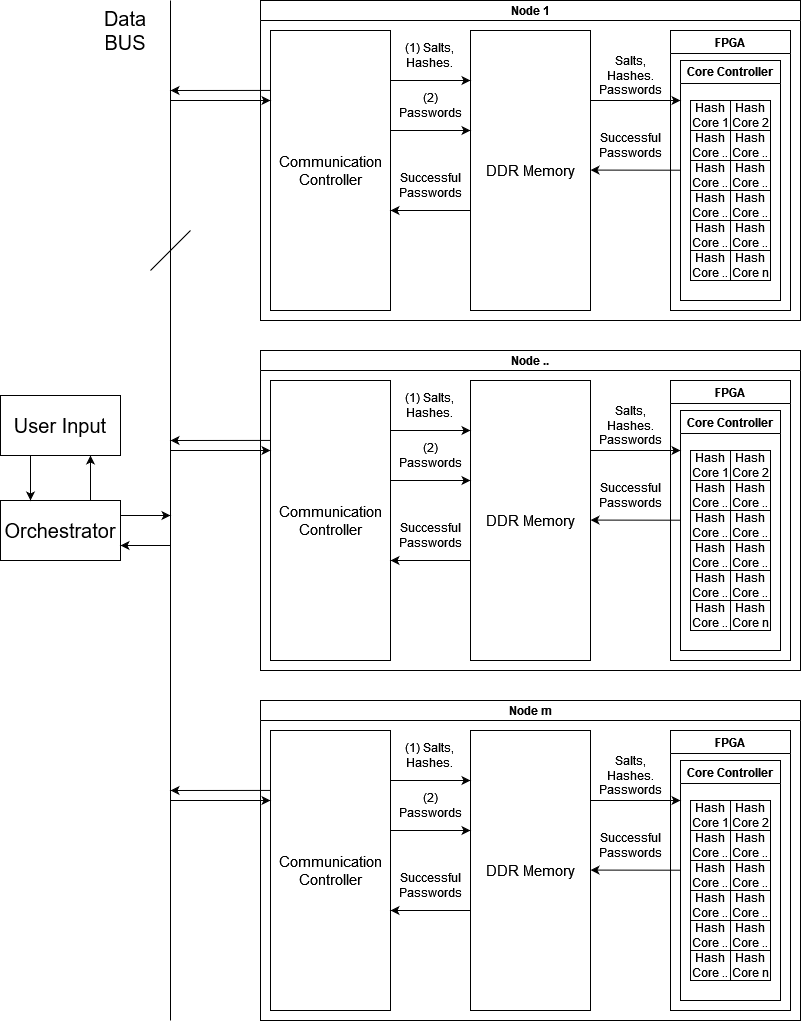 Data
BUS
Node 1
Communication
Controller
(1) Salts,
Hashes.
(2)
Passwords
Successful
Passwords
DDR Memory
Salts,
Hashes.
Passwords
Successful
Passwords
FPGA
Core Controller
Hash Hash
Core 1 Core 2
Hash Hash
Core .. Core ..
Hash Hash
Core .. Core ..
Hash Hash
Core .. Core ..
Hash Hash
Core .. Core ..
Hash Hash
Core .. Core n
User Input
Orchestrator
Node ..
Communication
Controller
(1) Salts,
Hashes.
(2)
Passwords
Successful
Passwords
DDR Memory
Salts,
Hashes.
Passwords
Successful
Passwords
FPGA
Core Controller
Hash Hash
Core 1 Core 2
Hash Hash
Core .. Core ..
Hash Hash
Core .. Core ..
Hash Hash
Core .. Core ..
Hash Hash
Core .. Core ..
Hash Hash
Core .. Core n
Node m
Communication
Controller
(1) Salts,
Hashes.
(2)
Passwords
Successful
Passwords
DDR Memory
Salts,
Hashes.
Passwords
Successful
Passwords
FPGA
Core Controller
Hash Hash
Core 1 Core 2
Hash Hash
Core .. Core ..
Hash Hash
Core .. Core ..
Hash Hash
Core .. Core ..
Hash Hash
Core .. Core ..
Hash Hash
Core .. Core n